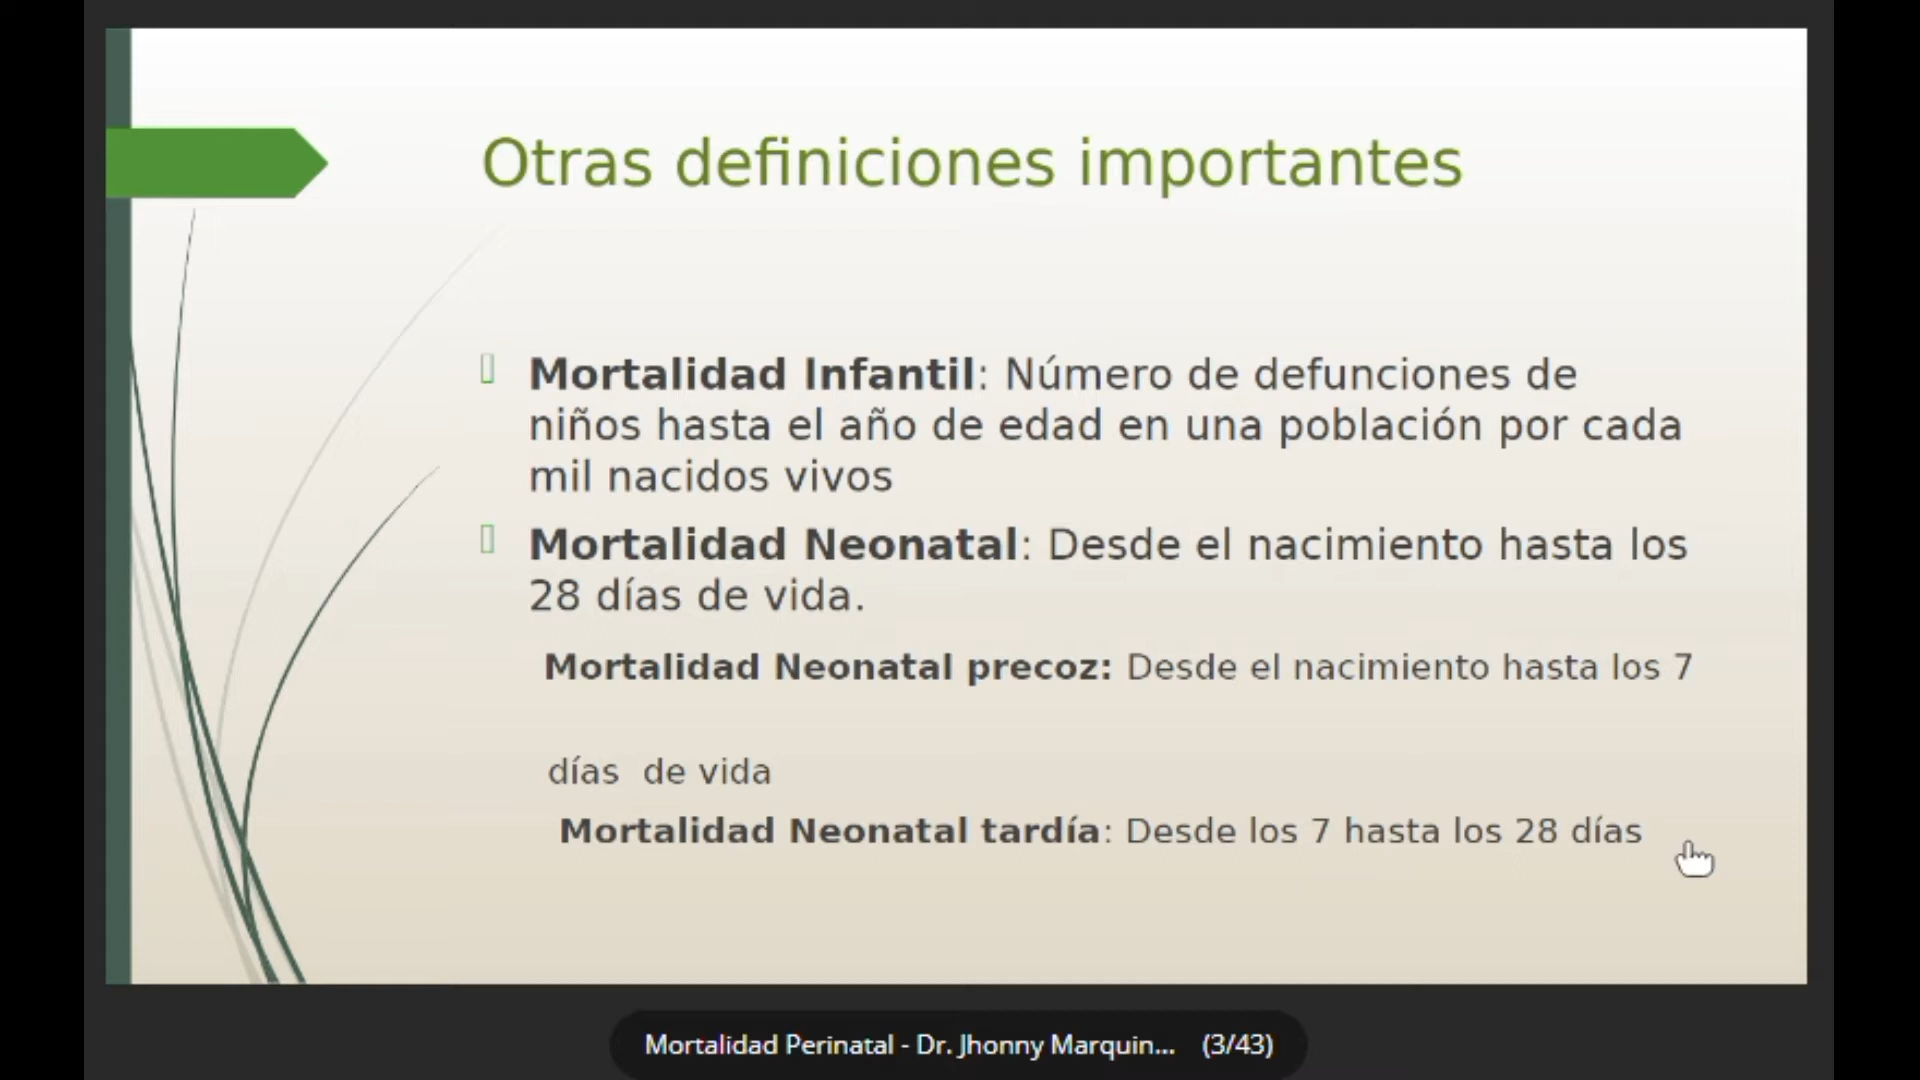 Otras definiciones importantes
Mortalidad Infantil: Número de defunciones de
niños hasta el año de edad en una población por cada
mil nacidos vivos
Mortalidad Neonatal: Desde el nacimiento hasta los
28 días de vida.
Mortalidad Neonatal precoz: Desde el nacimiento hasta los 7
días de vida
Mortalidad Neonatal tardía: Desde los 7 hasta los 28 días
Mortalidad Perinatal - Dr. Jhonny Marquin... (3/43)